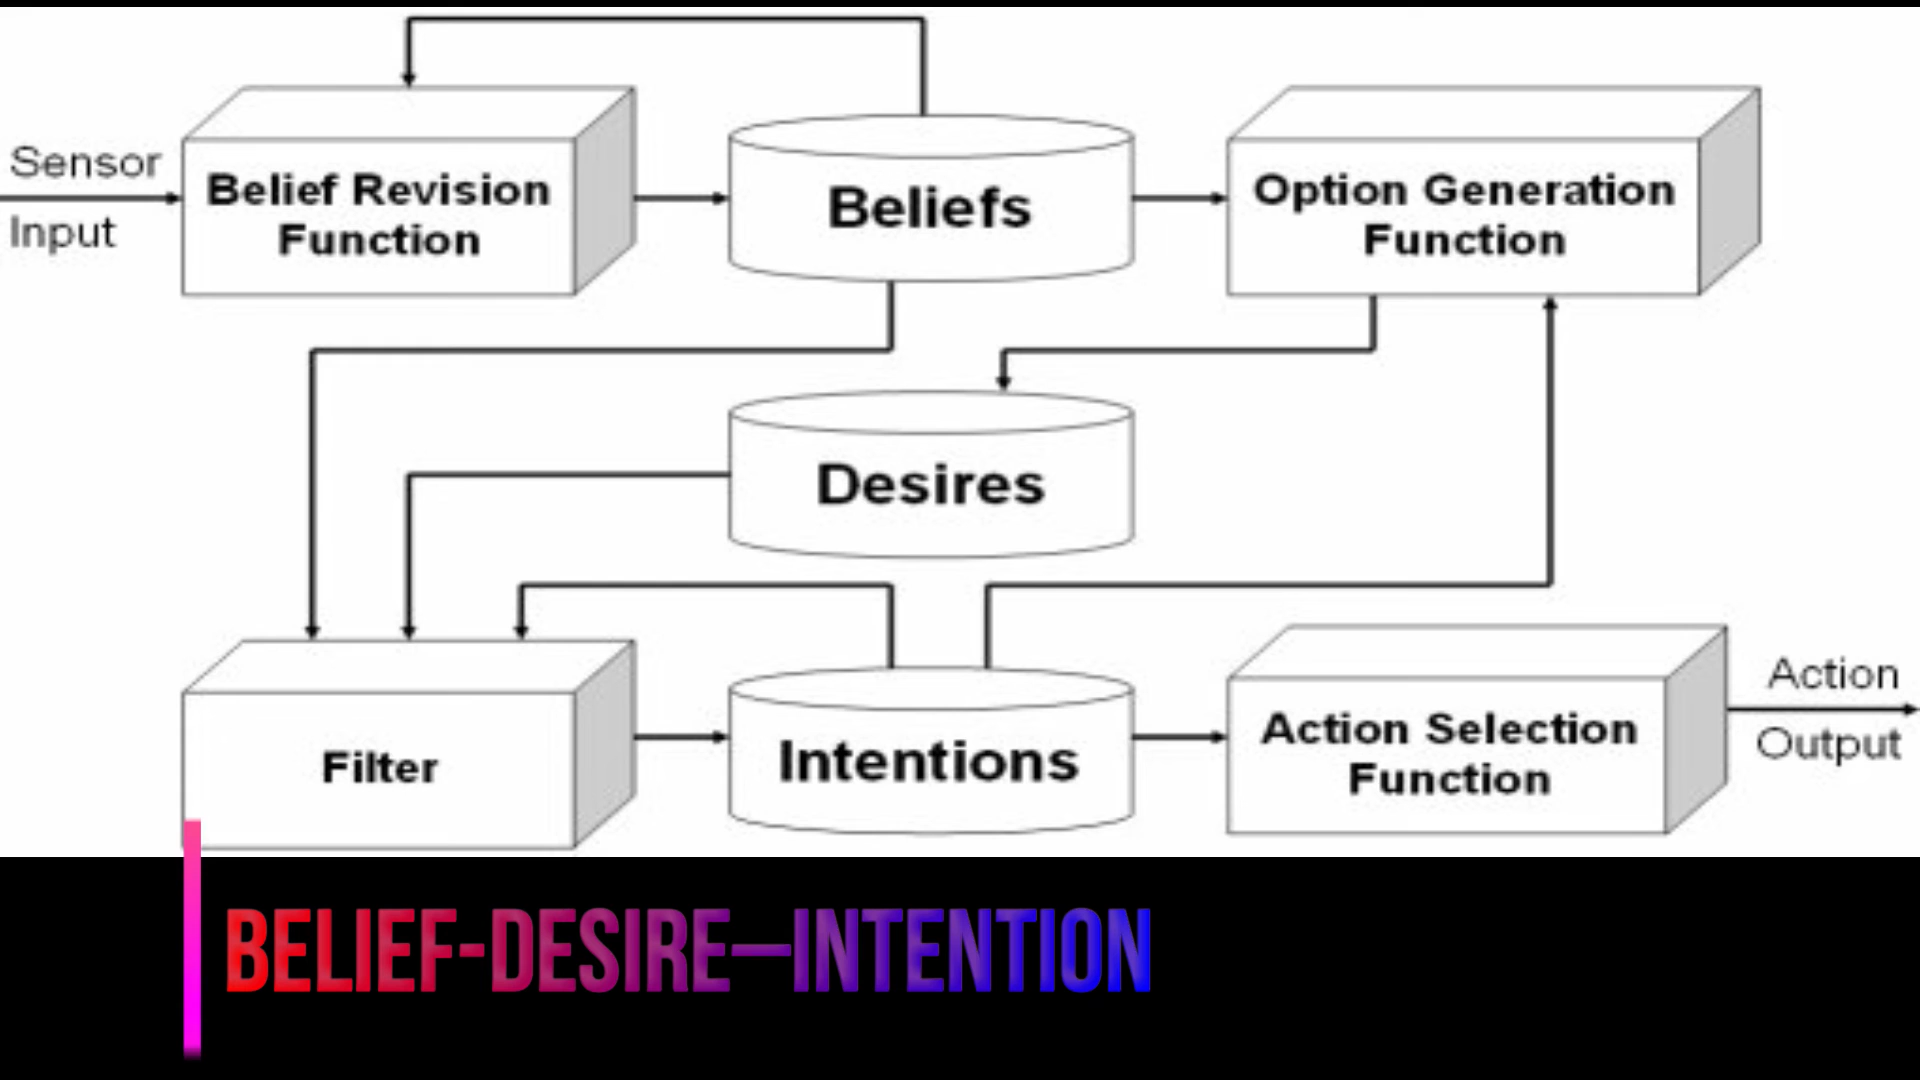 Sensor
Input
Belief Revision
Function
Beliefs
Option Generation
Function
Desires
Filter
Intentions
Action Selection
Function
Action
Output
BELIEF-DESIRE—INTENTION